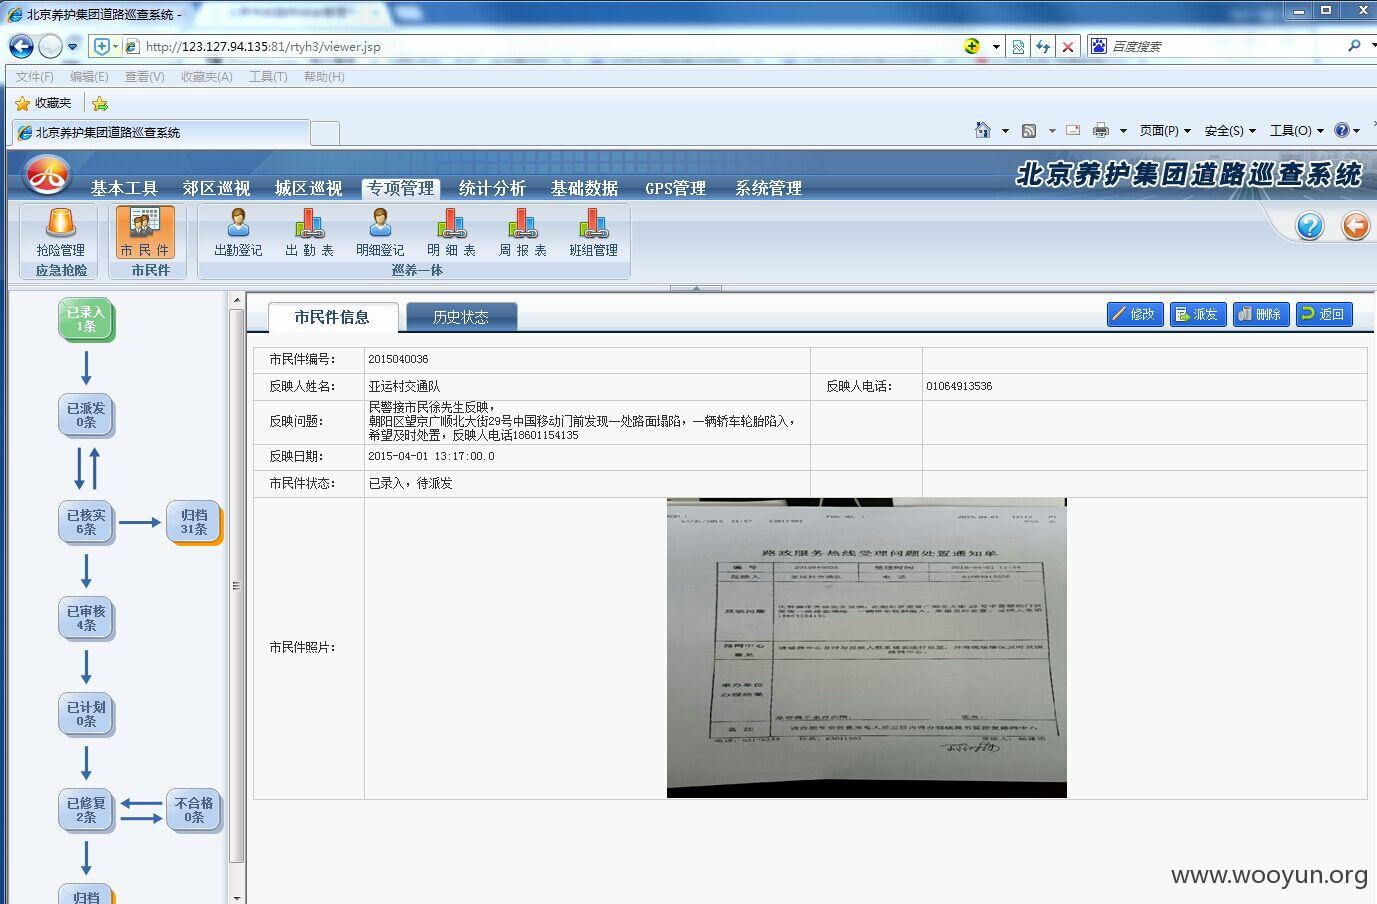 北京养护集团道路巡查系统 -
http://123.127.94.135:81/rtyh3/viewer.jsp
百度搜索
文件(F) 编辑(E) 查看(V) 收藏夹(A) 工具(T) 帮助(H)
收藏夹
北京养护集团道路巡查系统
页面(P) 安全(S) 工具(O)
基本工具 郊区巡视 城区巡视 专项管理 统计分析 基础数据 GPS管理 系统管理
北京养护集团道路巡查系统
抢险管理 市民件 出勤登记 出勤表 明细登记 明细表 周报表 班组管理
应急抢险 市民件 巡养一体
已录入
1条
已派发
0条
已核实
6条
归档
31条
已审核
4条
已计划
0条
已修复
2条
不合格
0条
归档
市民件信息 历史状态
修改 派发 删除 返回
市民件编号: 2015040036
反映人姓名: 亚运村交通队 反映人电话: 01064913536
反映问题: 民警接市民徐先生反映,
朝阳区望京广顺北大街29号中国移动门前发现一处路面塌陷,一辆轿车轮胎陷入,
希望及时处置,反映人电话18601154135
反映日期: 2015-04-01 13:17:00.0
市民件状态: 已录入,待派发
市民件照片:
路政服务热线受理问题处置通知单
编号 受理时间
反映人 亚运村交通队 电话 01064913536
反映问题
路网中心
意见
承办单位
办理结果
备注
www.wooyun.org